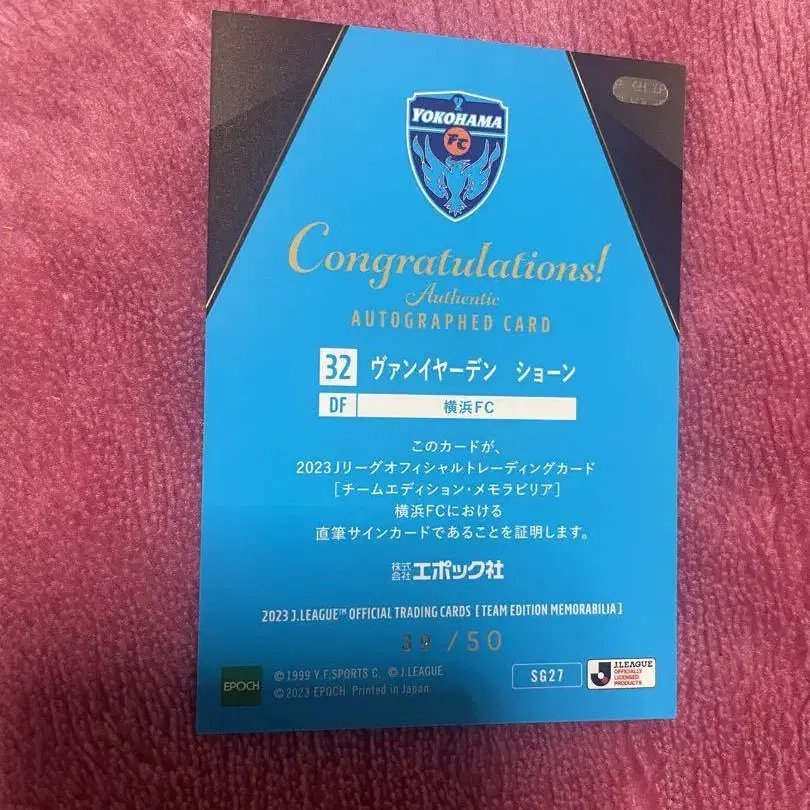 YOKOHAMA
FC
Congratulations!
Authentic
AUTOGRAPHED CARD
32 ヴァンイヤーデン ショーン
DF 横浜FC
このカードが、
2023Jリーグオフィシャルトレーディングカード
[チームエディション・メモラビリア]
横浜FCにおける
直筆サインカードであることを証明します。
株式会社エポック社
2023 J.LEAGUE™ OFFICIAL TRADING CARDS [TEAM EDITION MEMORABILIA]
39 /50
EPOCH
©1999 Y.F.SPORTS C. ©J.LEAGUE
©2023 EPOCH Printed in Japan
SG27
J.LEAGUE
OFFICIALLY
LICENSED
PRODUCTS